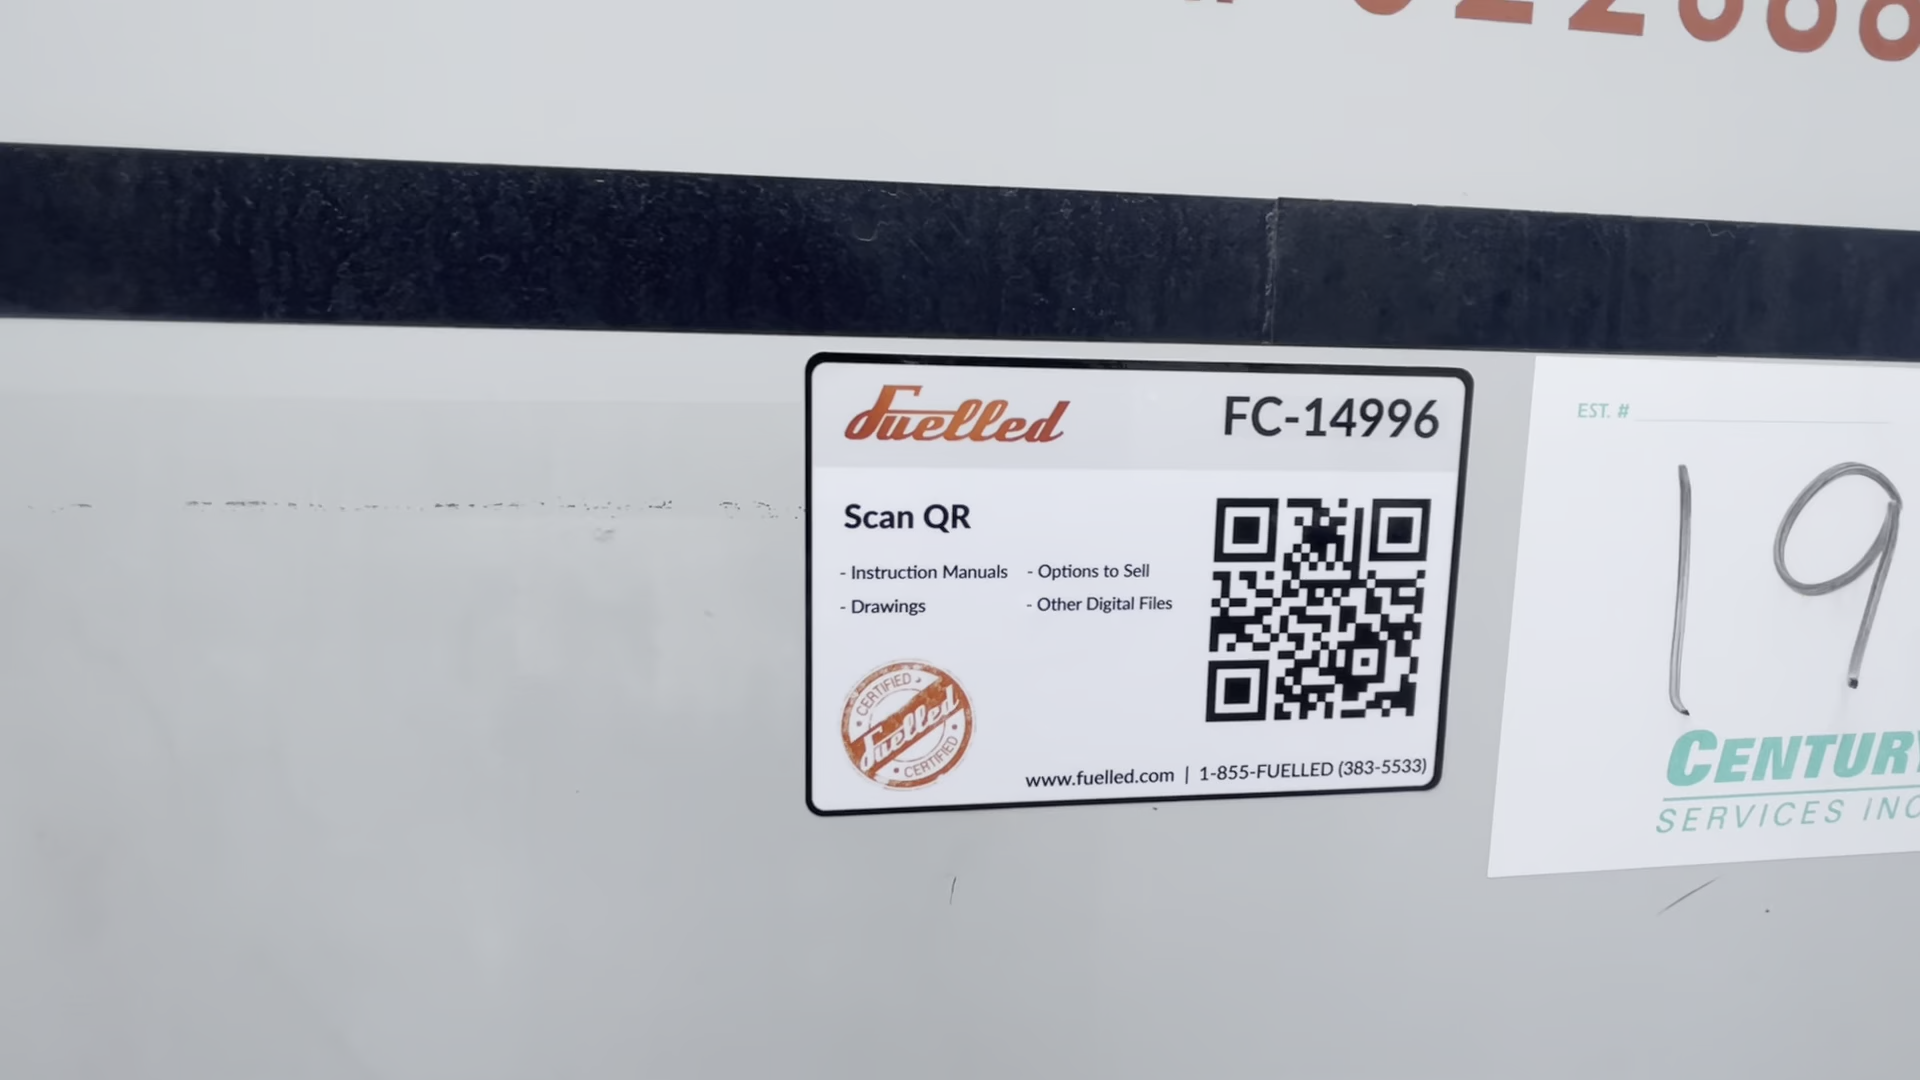 Fuelled
FC-14996
Scan QR
- Instruction Manuals
- Options to Sell
- Drawings
- Other Digital Files
CERTIFIED
Fuelled
CERTIFIED
www.fuelled.com | 1-855-FUELLED (383-5533)
EST. #
19
CENTURY
SERVICES INC